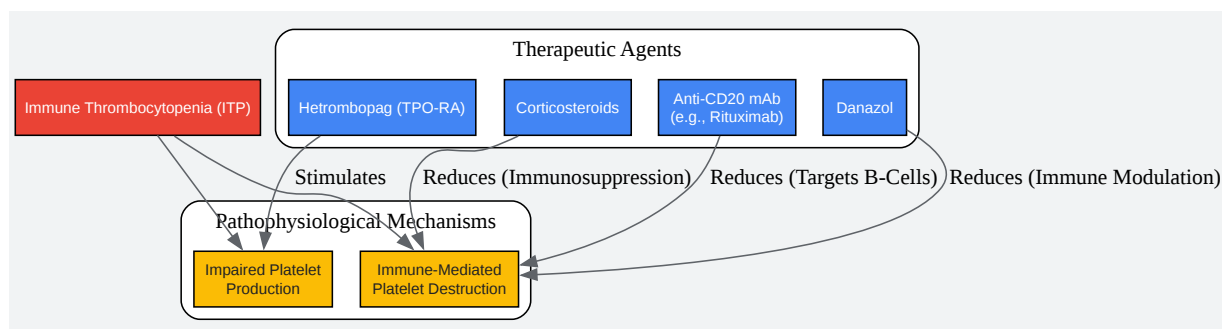 Therapeutic Agents
Immune Thrombocytopenia (ITP)
Hetrombopag (TPO-RA)
Corticosteroids
Anti-CD20 mAb
(e.g., Rituximab)
Danazol
Stimulates
Reduces (Immunosuppression)
Reduces (Targets B-Cells)
Reduces (Immune Modulation)
Pathophysiological Mechanisms
Impaired Platelet
Production
Immune-Mediated
Platelet Destruction